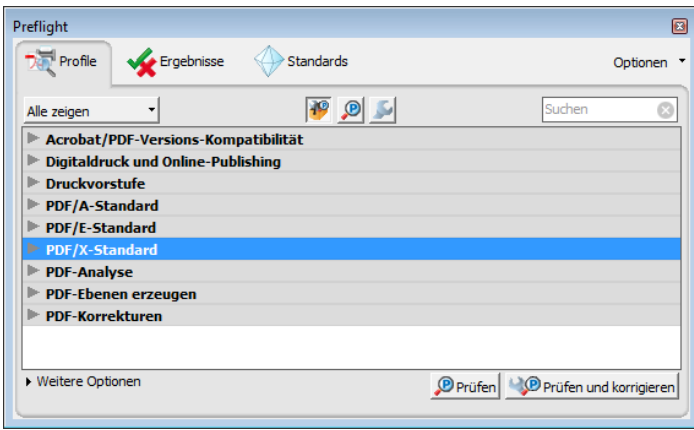 Preflight
Profile Ergebnisse Standards Optionen
Alle zeigen Suchen
Acrobat/PDF-Versions-Kompatibilität
Digitaldruck und Online-Publishing
Druckvorstufe
PDF/A-Standard
PDF/E-Standard
PDF/X-Standard
PDF-Analyse
PDF-Ebenen erzeugen
PDF-Korrekturen
Weitere Optionen Prüfen Prüfen und korrigieren